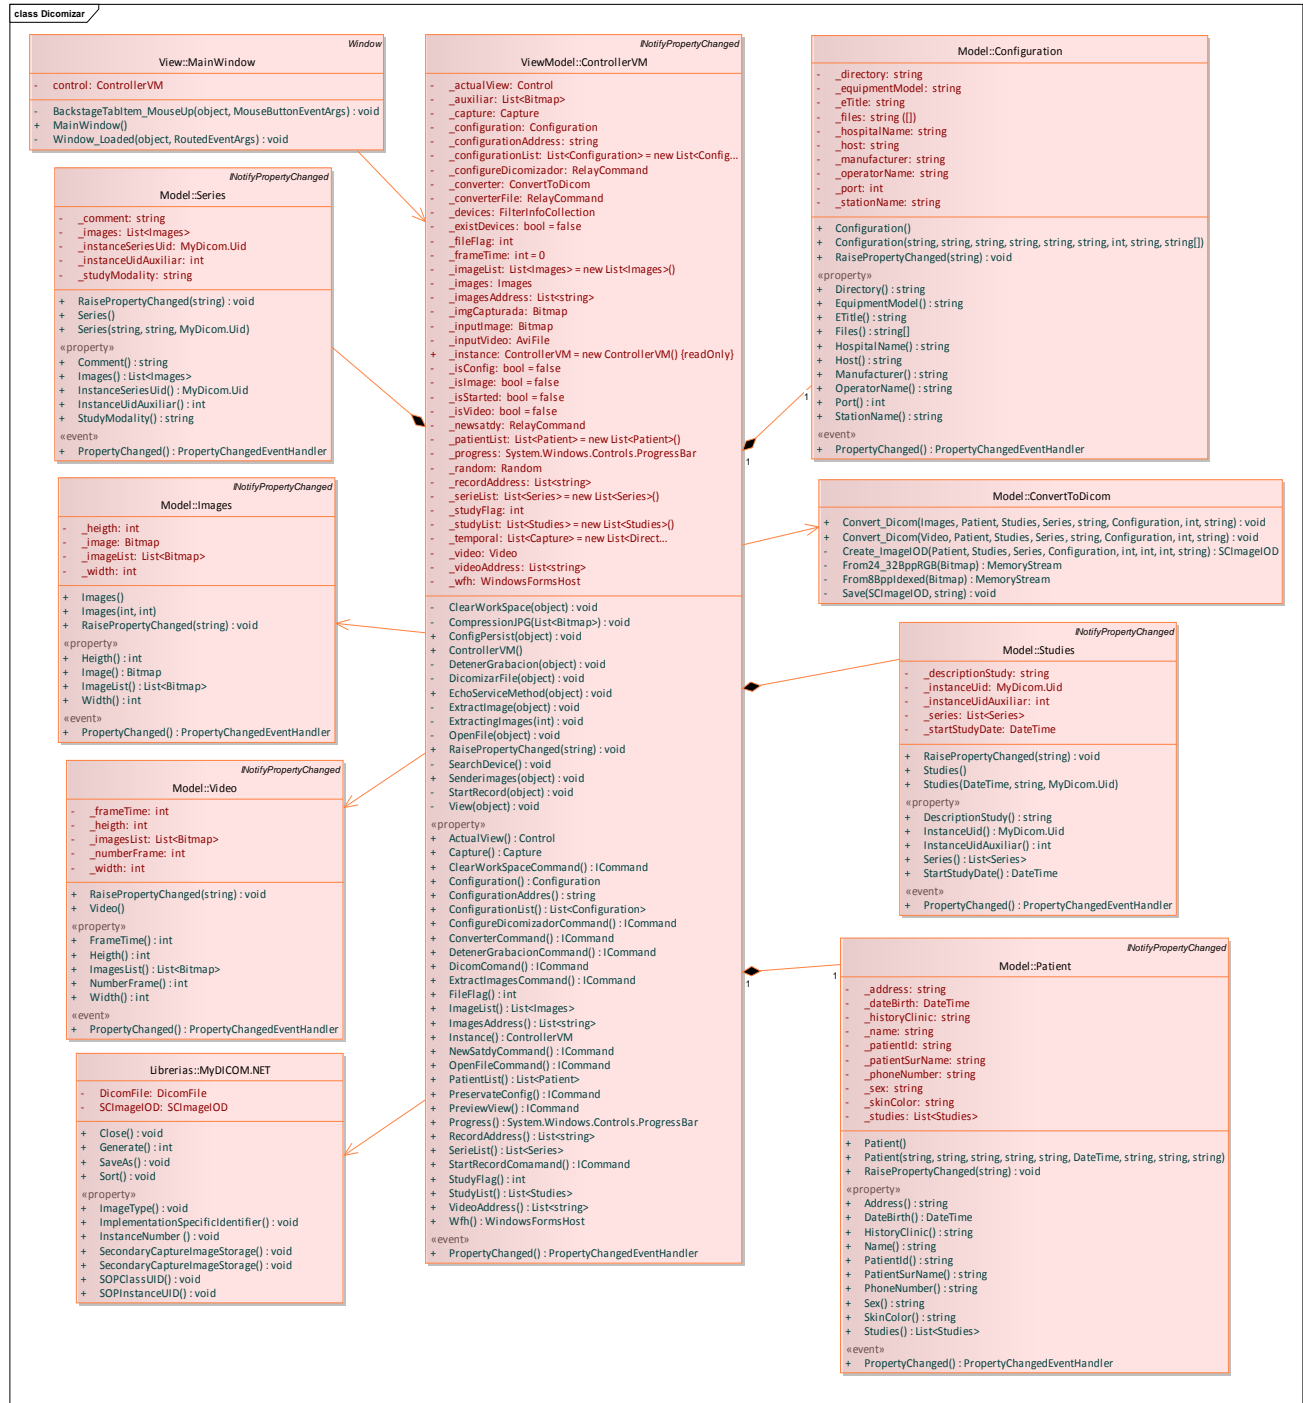 class Dicomizar
Window
View::MainWindow
- control: ControllerVM
- BackstageTabItem_MouseUp(object, MouseButtonEventArgs) : void
+ MainWindow()
- Window_Loaded(object, RoutedEventArgs) : void
INotifyPropertyChanged
Model::Series
- _comment: string
- _images: List<Images>
- _instanceSeriesUid: MyDicom.Uid
- _instanceUidAuxiliar: int
- _studyModality: string
+ RaisePropertyChanged(string) : void
+ Series()
+ Series(string, string, MyDicom.Uid)
«property»
+ Comment() : string
+ Images() : List<Images>
+ InstanceSeriesUid() : MyDicom.Uid
+ InstanceUidAuxiliar() : int
+ StudyModality() : string
«event»
+ PropertyChanged() : PropertyChangedEventHandler
INotifyPropertyChanged
Model::Images
- _heigth: int
- _image: Bitmap
- _imageList: List<Bitmap>
- _width: int
+ Images()
+ Images(int, int)
+ RaisePropertyChanged(string) : void
«property»
+ Heigth() : int
+ Image() : Bitmap
+ ImageList() : List<Bitmap>
+ Width() : int
«event»
+ PropertyChanged() : PropertyChangedEventHandler
INotifyPropertyChanged
Model::Video
- _frameTime: int
- _heigth: int
- _imagesList: List<Bitmap>
- _numberFrame: int
- _width: int
+ RaisePropertyChanged(string) : void
+ Video()
«property»
+ FrameTime() : int
+ Heigth() : int
+ ImagesList() : List<Bitmap>
+ NumberFrame() : int
+ Width() : int
«event»
+ PropertyChanged() : PropertyChangedEventHandler
Librerias::MyDICOM.NET
- DicomFile: DicomFile
- SCImageIOD: SCImageIOD
+ Close() : void
+ Generate() : int
+ SaveAs() : void
+ Sort() : void
«property»
+ ImageType() : void
+ ImplementationSpecificIdentifier() : void
+ InstanceNumber () : void
+ SecondaryCaptureImageStorage() : void
+ SecondaryCaptureImageStorage() : void
+ SOPClassUID() : void
+ SOPInstanceUID() : void
INotifyPropertyChanged
ViewModel::ControllerVM
- _actualView: Control
- _auxiliar: List<Bitmap>
- _capture: Capture
- _configuration: Configuration
- _configurationAddress: string
- _configurationList: List<Configuration> = new List<Config...
- _configureDicomizador: RelayCommand
- _converter: ConvertToDicom
- _converterFile: RelayCommand
- _devices: FilterInfoCollection
- _existDevices: bool = false
- _fileFlag: int
- _frameTime: int = 0
- _imageList: List<Images> = new List<Images>()
- _images: Images
- _imagesAddress: List<string>
- _imgCapturada: Bitmap
- _inputImage: Bitmap
- _inputVideo: AviFile
+ _instance: ControllerVM = new ControllerVM() {readOnly}
- _isConfig: bool = false
- _isImage: bool = false
- _isStarted: bool = false
- _isVideo: bool = false
- _newsatdy: RelayCommand
- _patientList: List<Patient> = new List<Patient>()
- _progress: System.Windows.Controls.ProgressBar
- _random: Random
- _recordAddress: List<string>
- _serieList: List<Series> = new List<Series>()
- _studyFlag: int
- _studyList: List<Studies> = new List<Studies>()
- _temporal: List<Capture> = new List<Direct...
- _video: Video
- _videoAddress: List<string>
- _wfh: WindowsFormsHost
- ClearWorkSpace(object) : void
- CompressionJPG(List<Bitmap>) : void
+ ConfigPersist(object) : void
+ ControllerVM()
- DetenerGrabacion(object) : void
- DicomizarFile(object) : void
+ EchoServiceMethod(object) : void
- ExtractImage(object) : void
- ExtractingImages(int) : void
- OpenFile(object) : void
+ RaisePropertyChanged(string) : void
- SearchDevice() : void
+ Senderimages(object) : void
- StartRecord(object) : void
- View(object) : void
«property»
+ ActualView() : Control
+ Capture() : Capture
+ ClearWorkSpaceCommand() : ICommand
+ Configuration() : Configuration
+ ConfigurationAddres() : string
+ ConfigurationList() : List<Configuration>
+ ConfigureDicomizadorCommand() : ICommand
+ ConverterCommand() : ICommand
+ DetenerGrabacionCommand() : ICommand
+ DicomComand() : ICommand
+ ExtractImagesCommand() : ICommand
+ FileFlag() : int
+ ImageList() : List<Images>
+ ImagesAddress() : List<string>
+ Instance() : ControllerVM
+ NewSatdyCommand() : ICommand
+ OpenFileCommand() : ICommand
+ PatientList() : List<Patient>
+ PreservateConfig() : ICommand
+ PreviewView() : ICommand
+ Progress() : System.Windows.Controls.ProgressBar
+ RecordAddress() : List<string>
+ SerieList() : List<Series>
+ StartRecordComamand() : ICommand
+ StudyFlag() : int
+ StudyList() : List<Studies>
+ VideoAddress() : List<string>
+ Wfh() : WindowsFormsHost
«event»
+ PropertyChanged() : PropertyChangedEventHandler
Model::Configuration
- _directory: string
- _equipmentModel: string
- _eTitle: string
- _files: string ([])
- _hospitalName: string
- _host: string
- _manufacturer: string
- _operatorName: string
- _port: int
- _stationName: string
+ Configuration()
+ Configuration(string, string, string, string, string, string, int, string, string[])
+ RaisePropertyChanged(string) : void
«property»
+ Directory() : string
+ EquipmentModel() : string
+ ETitle() : string
+ Files() : string[]
+ HospitalName() : string
+ Host() : string
+ Manufacturer() : string
+ OperatorName() : string
+ Port() : int
+ StationName() : string
«event»
+ PropertyChanged() : PropertyChangedEventHandler
1
1
Model::ConvertToDicom
+ Convert_Dicom(Images, Patient, Studies, Series, string, Configuration, int, string) : void
+ Convert_Dicom(Video, Patient, Studies, Series, string, Configuration, int, string) : void
- Create_ImageIOD(Patient, Studies, Series, Configuration, int, int, int, string) : SCImageIOD
- From24_32BppRGB(Bitmap) : MemoryStream
- From8BppIndexed(Bitmap) : MemoryStream
- Save(SCImageIOD, string) : void
INotifyPropertyChanged
Model::Studies
- _descriptionStudy: string
- _instanceUid: MyDicom.Uid
- _instanceUidAuxiliar: int
- _series: List<Series>
- _startStudyDate: DateTime
+ RaisePropertyChanged(string) : void
+ Studies()
+ Studies(DateTime, string, MyDicom.Uid)
«property»
+ DescriptionStudy() : string
+ InstanceUid() : MyDicom.Uid
+ InstanceUidAuxiliar() : int
+ Series() : List<Series>
+ StartStudyDate() : DateTime
«event»
+ PropertyChanged() : PropertyChangedEventHandler
INotifyPropertyChanged
Model::Patient
- _address: string
- _dateBirth: DateTime
- _historyClinic: string
- _name: string
- _patientId: string
- _patientSurName: string
- _phoneNumber: string
- _sex: string
- _skinColor: string
- _studies: List<Studies>
+ Patient()
+ Patient(string, string, string, string, string, DateTime, string, string, string)
+ RaisePropertyChanged(string) : void
«property»
+ Address() : string
+ DateBirth() : DateTime
+ HistoryClinic() : string
+ Name() : string
+ PatientId() : string
+ PatientSurName() : string
+ PhoneNumber() : string
+ Sex() : string
+ SkinColor() : string
+ Studies() : List<Studies>
«event»
+ PropertyChanged() : PropertyChangedEventHandler
1
1